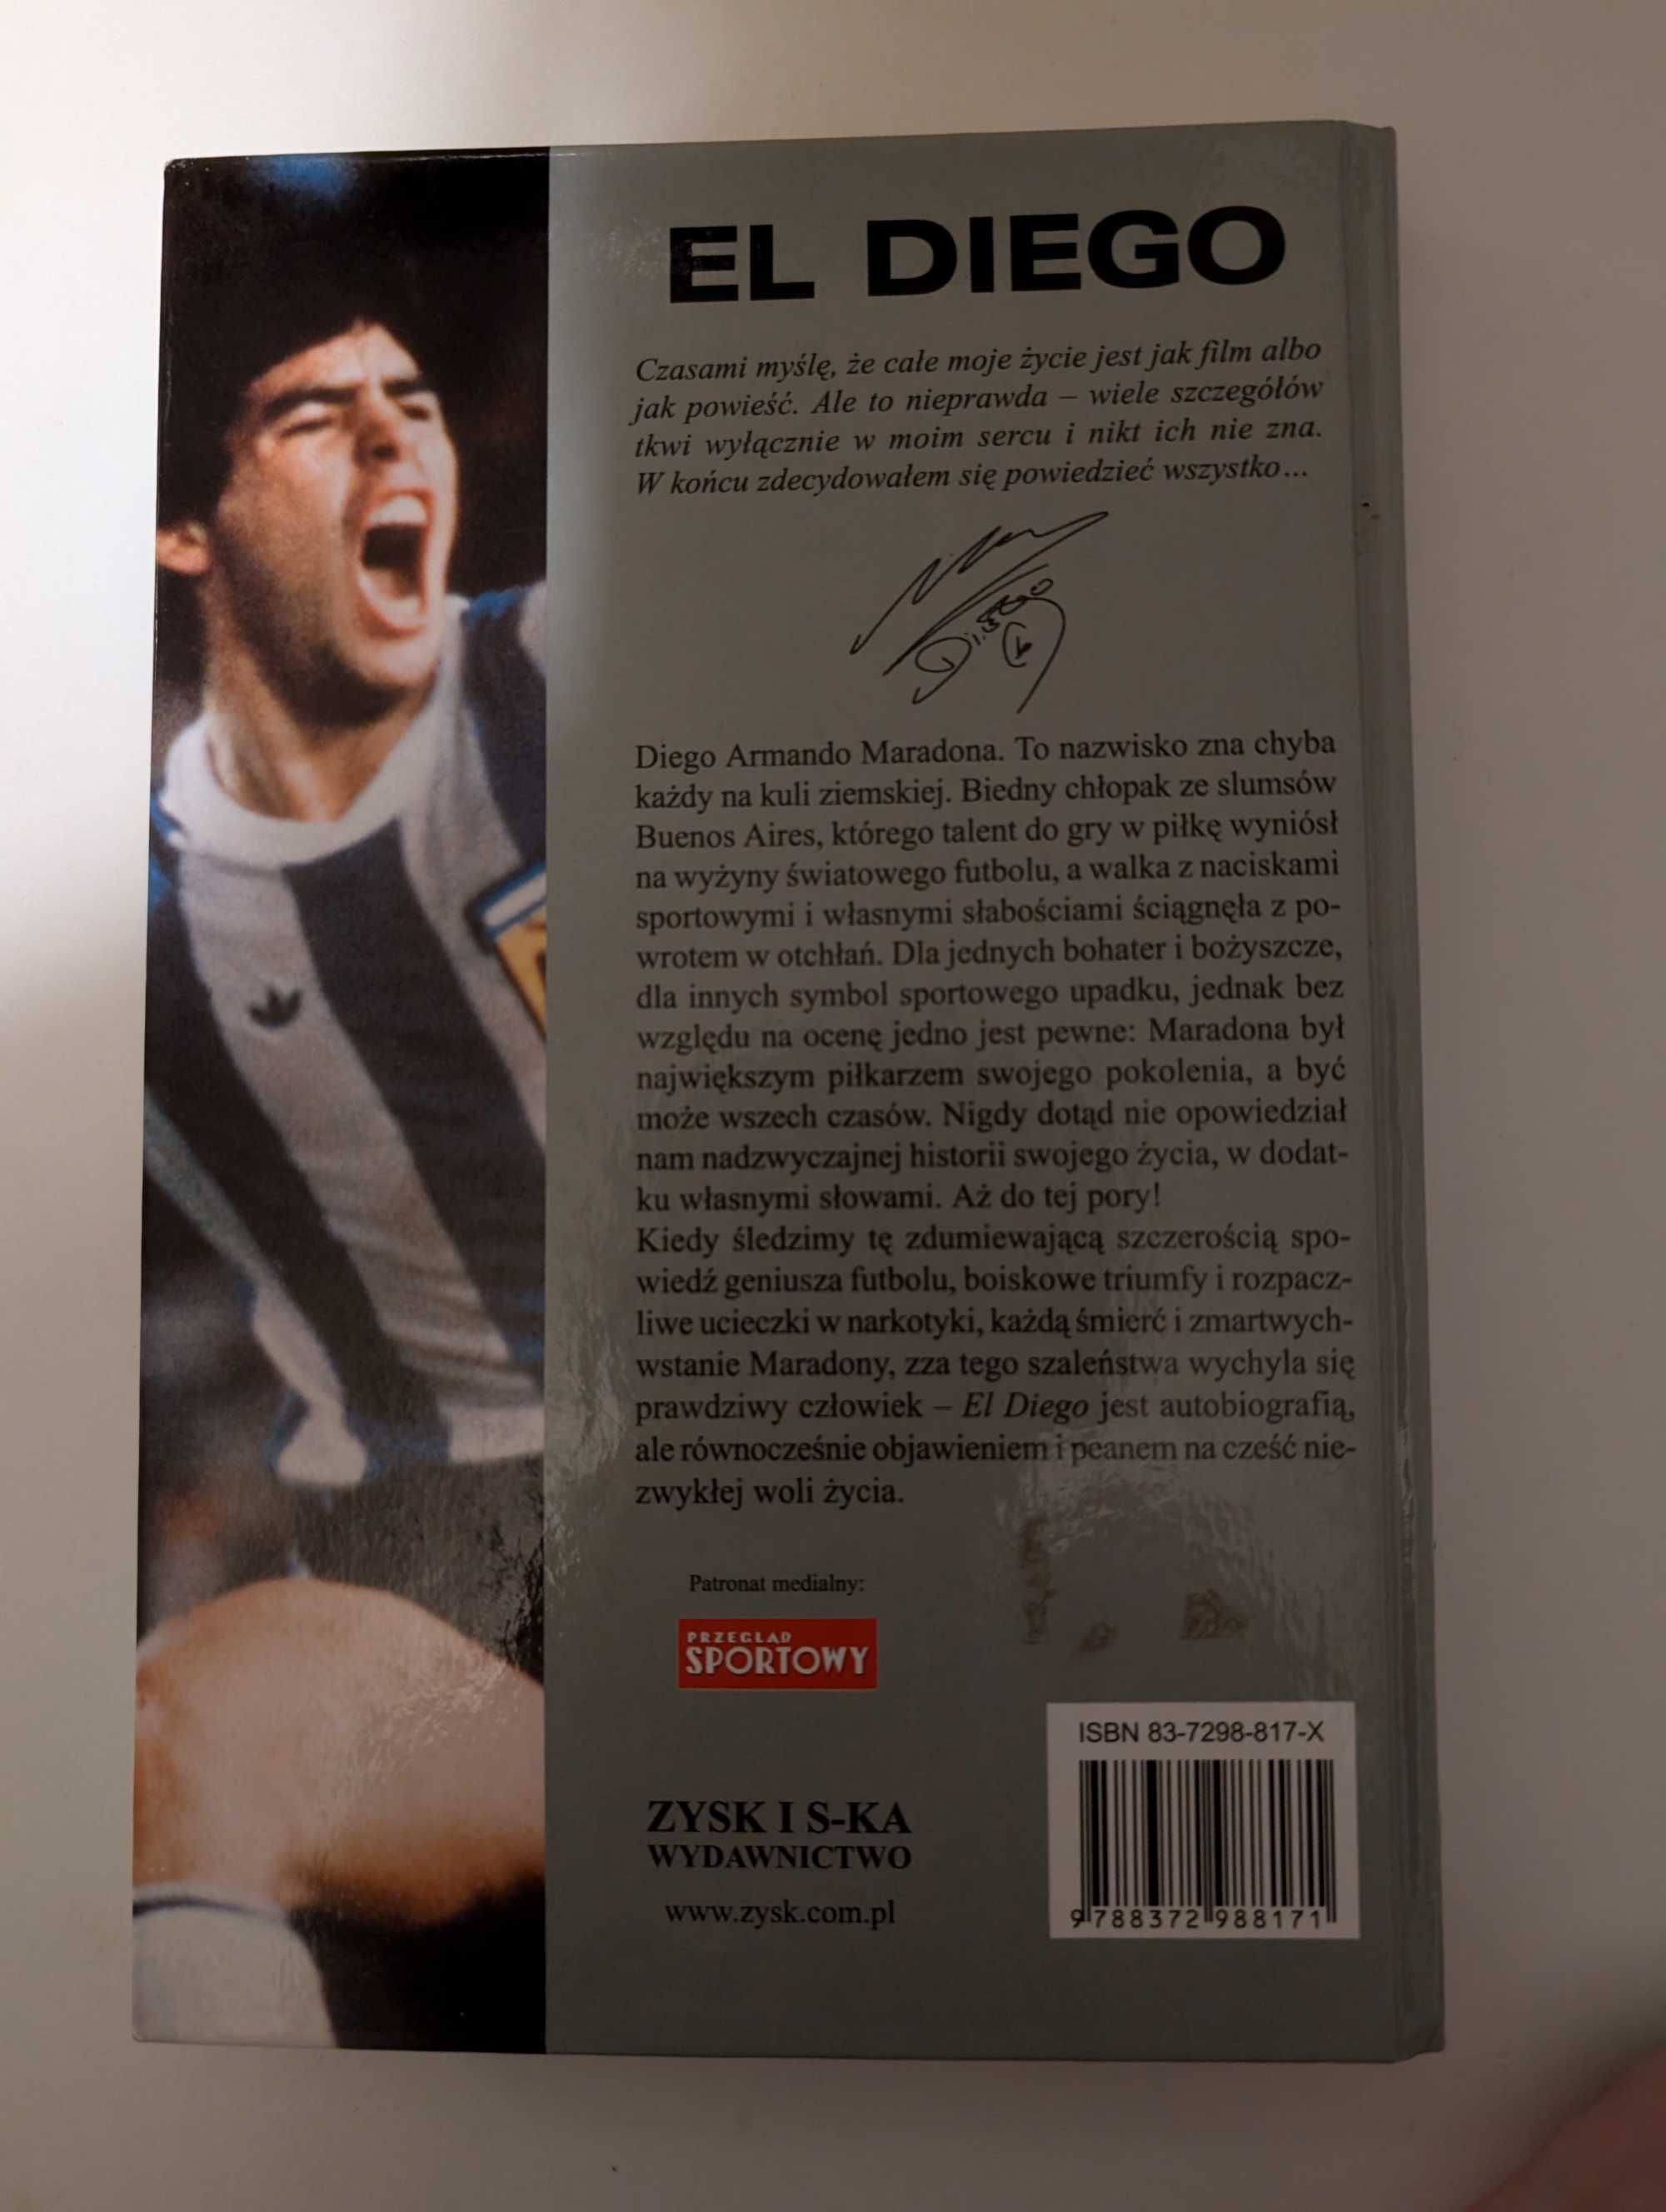 EL DIEGO
Czasami myślę, że całe moje życie jest jak film albo
jak powieść. Ale to nieprawda – wiele szczegółów
tkwi wyłącznie w moim sercu i nikt ich nie zna.
W końcu zdecydowałem się powiedzieć wszystko...
Diego
Diego Armando Maradona. To nazwisko zna chyba
każdy na kuli ziemskiej. Biedny chłopak ze slumsów
Buenos Aires, którego talent do gry w piłkę wyniósł
na wyżyny światowego futbolu, a walka z naciskami
sportowymi i własnymi słabościami ściągnęła z po-
wrotem w otchłań. Dla jednych bohater i bożyszcze,
dla innych symbol sportowego upadku, jednak bez
względu na ocenę jedno jest pewne: Maradona był
największym piłkarzem swojego pokolenia, a być
może wszech czasów. Nigdy dotąd nie opowiedział
nam nadzwyczajnej historii swojego życia, w dodat-
ku własnymi słowami. Aż do tej pory!
Kiedy śledzimy tę zdumiewającą szczerością spo-
wiedź geniusza futbolu, boiskowe triumfy i rozpacz-
liwe ucieczki w narkotyki, każdą śmierć i zmartwych-
wstanie Maradony, zza tego szaleństwa wychyla się
prawdziwy człowiek – El Diego jest autobiografią,
ale równocześnie objawieniem i peanem na cześć nie-
zwykłej woli życia.
Patronat medialny:
PRZEGLĄD
SPORTOWY
ISBN 83-7298-817-X
ZYSK I S-KA
WYDAWNICTWO
www.zysk.com.pl
9 788372 988171